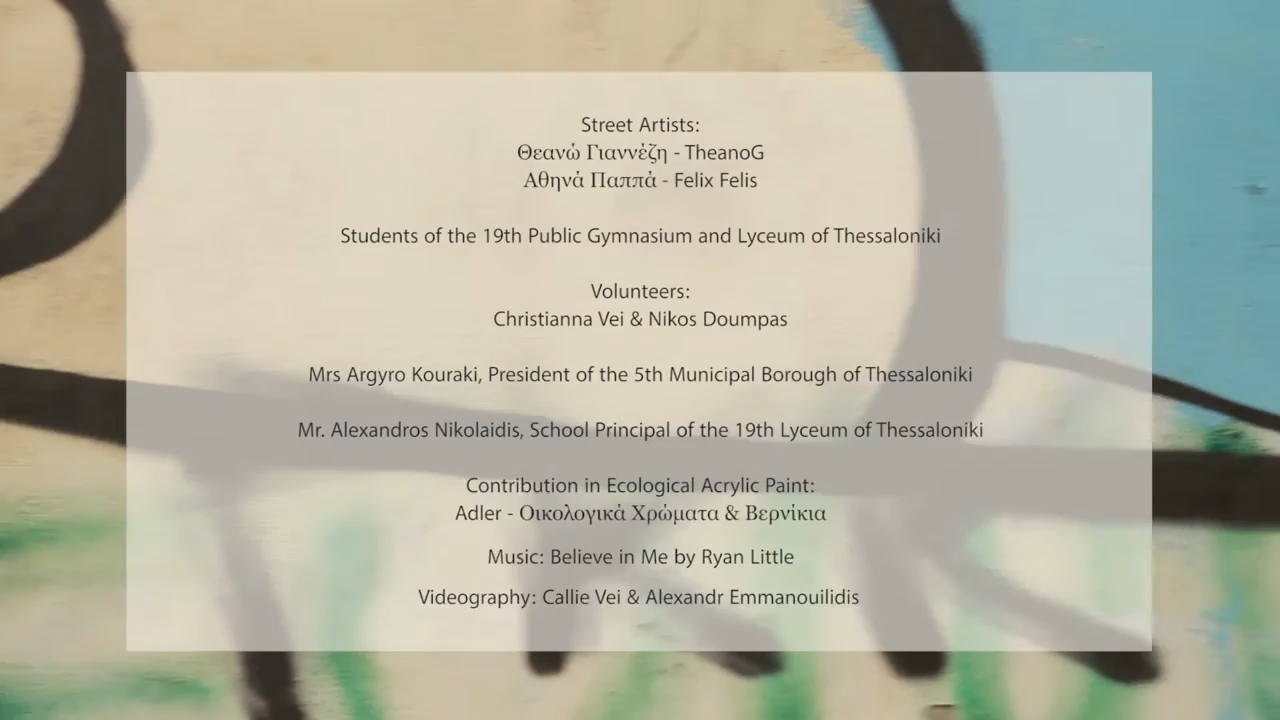 Street Artists:
Θεανώ Γιαννέζη - TheanoG
Αθηνά Παππά - Felix Felis
Students of the 19th Public Gymnasium and Lyceum of Thessaloniki
Volunteers:
Christianna Vei & Nikos Doumpas
Mrs Argyro Kouraki, President of the 5th Municipal Borough of Thessaloniki
Mr. Alexandros Nikolaidis, School Principal of the 19th Lyceum of Thessaloniki
Contribution in Ecological Acrylic Paint:
Adler - Οικολογικά Χρώματα & Βερνίκια
Music: Believe in Me by Ryan Little
Videography: Callie Vei & Alexandr Emmanouilidis